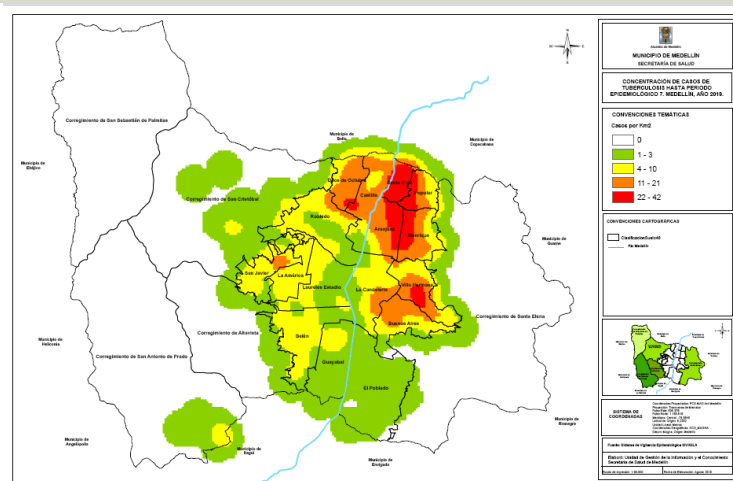 Alcaldía de Medellín
MUNICIPIO DE MEDELLÍN
SECRETARÍA DE SALUD
CONCENTRACIÓN DE CASOS DE
TUBERCULOSIS HASTA PERIODO
EPIDEMIOLÓGICO 7. MEDELLÍN, AÑO 2019.
CONVENCIONES TEMÁTICAS
Casos por Km2
0
1 - 3
4 - 10
11 - 21
22 - 42
CONVENCIONES CARTOGRÁFICAS
Río Medellín
SISTEMA DE
COORDENADAS
Elaboró: Unidad de Gestión de la Información y el Conocimiento
Secretaría de Salud de Medellín
Corregimiento de San Sebastián de Palmitas
Municipio de
Bello
Municipio de
Copacabana
Municipio de
Ebéjico
Corregimiento de San Cristóbal
Doce de Octubre
Castilla
Santa Cruz
Popular
Robledo
Aranjuez
Manrique
Municipio de
Guarne
San Javier
La América
Laureles Estadio
La Candelaria
Villa Hermosa
Buenos Aires
Corregimiento de Santa Elena
Corregimiento de Altavista
Belén
Municipio de
Heliconia
Corregimiento de San Antonio de Prado
Guayabal
El Poblado
Municipio de
Rionegro
Municipio de
Angelópolis
Municipio de
Itagüí
Municipio de
Envigado